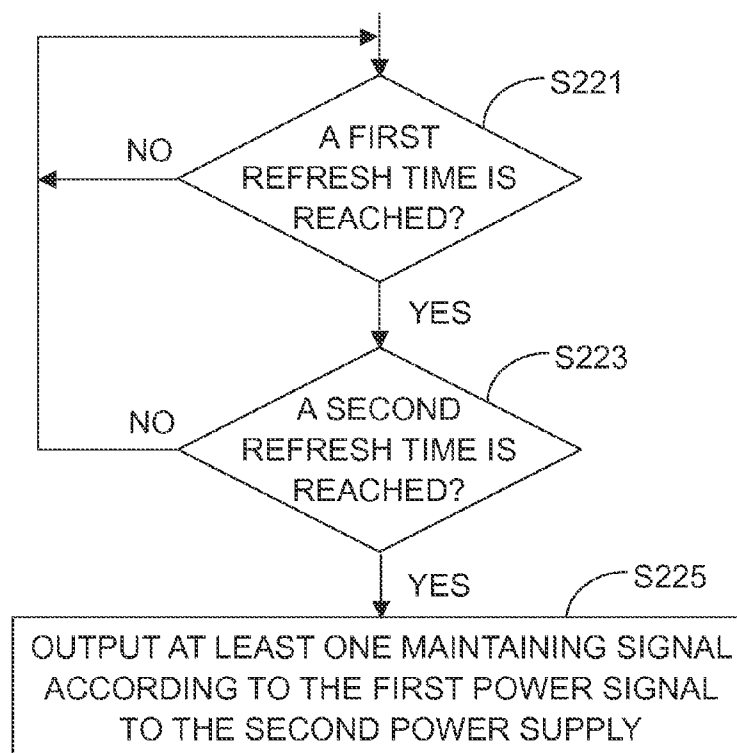 S221
A FIRST
REFRESH TIME IS
REACHED?
NO
YES
S223
A SECOND
REFRESH TIME IS
REACHED?
NO
YES
S225
OUTPUT AT LEAST ONE MAINTAINING SIGNAL
ACCORDING TO THE FIRST POWER SIGNAL
TO THE SECOND POWER SUPPLY